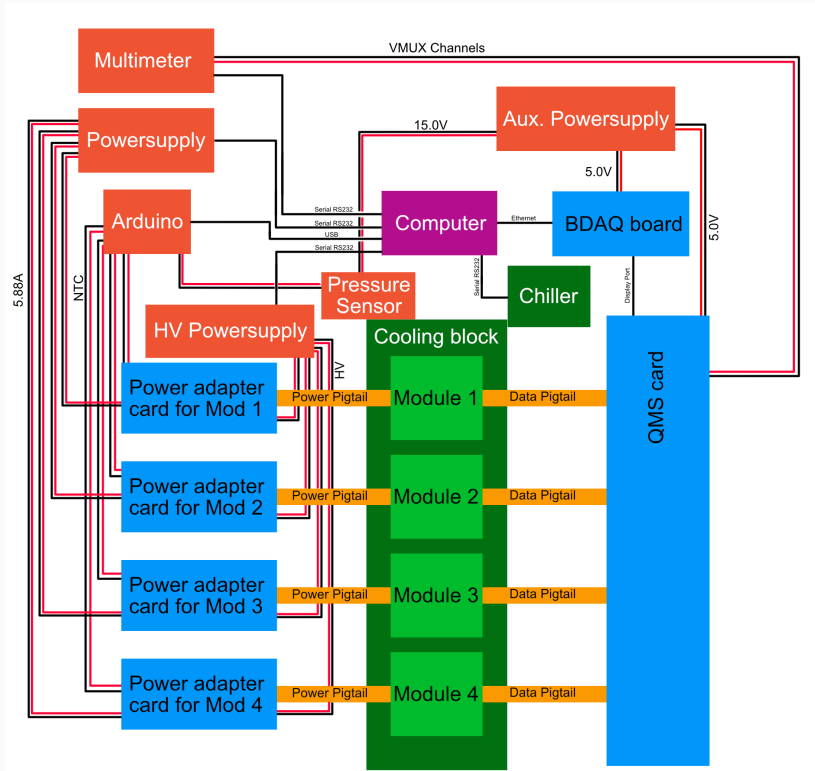 VMUX Channels
Multimeter
Aux. Powersupply
15.0V
Powersupply
5.0V
Arduino
Serial RS232
Serial RS232
USB
Serial RS232
Computer
Ethernet
BDAQ board
5.0V
5.88A
NTC
Pressure
Sensor
Serial RS232
Chiller
Display Port
HV Powersupply
HV
Cooling block
QMS card
Power adapter
card for Mod 1
Power Pigtail
Module 1
Data Pigtail
Power adapter
card for Mod 2
Power Pigtail
Module 2
Data Pigtail
Power adapter
card for Mod 3
Power Pigtail
Module 3
Data Pigtail
Power adapter
card for Mod 4
Power Pigtail
Module 4
Data Pigtail